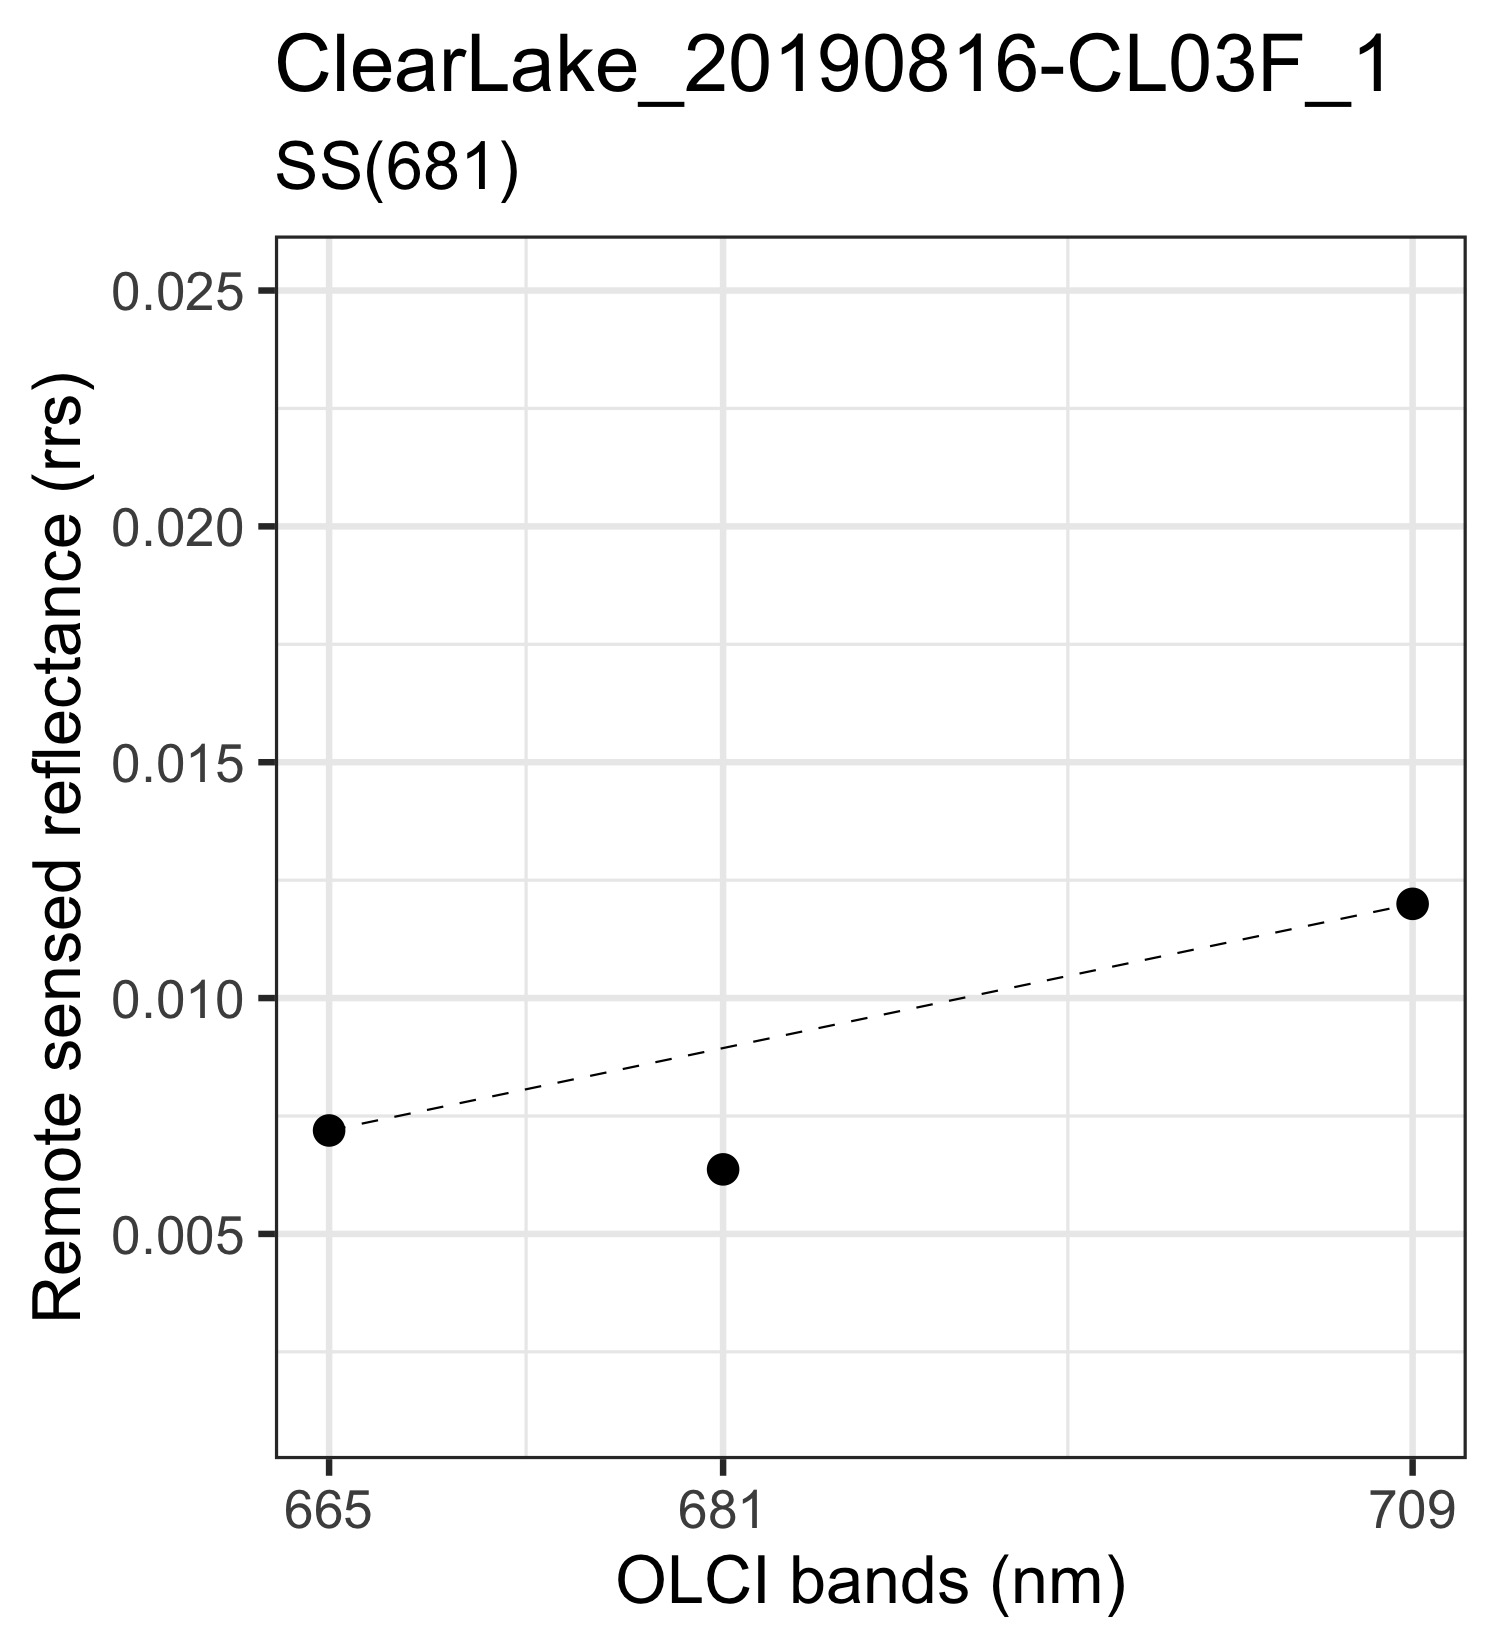 ClearLake_20190816-CL03F_1
SS(681)
Remote sensed reflectance (rrs)
0.025
0.020
0.015
0.010
0.005
665 681 709
OLCI bands (nm)